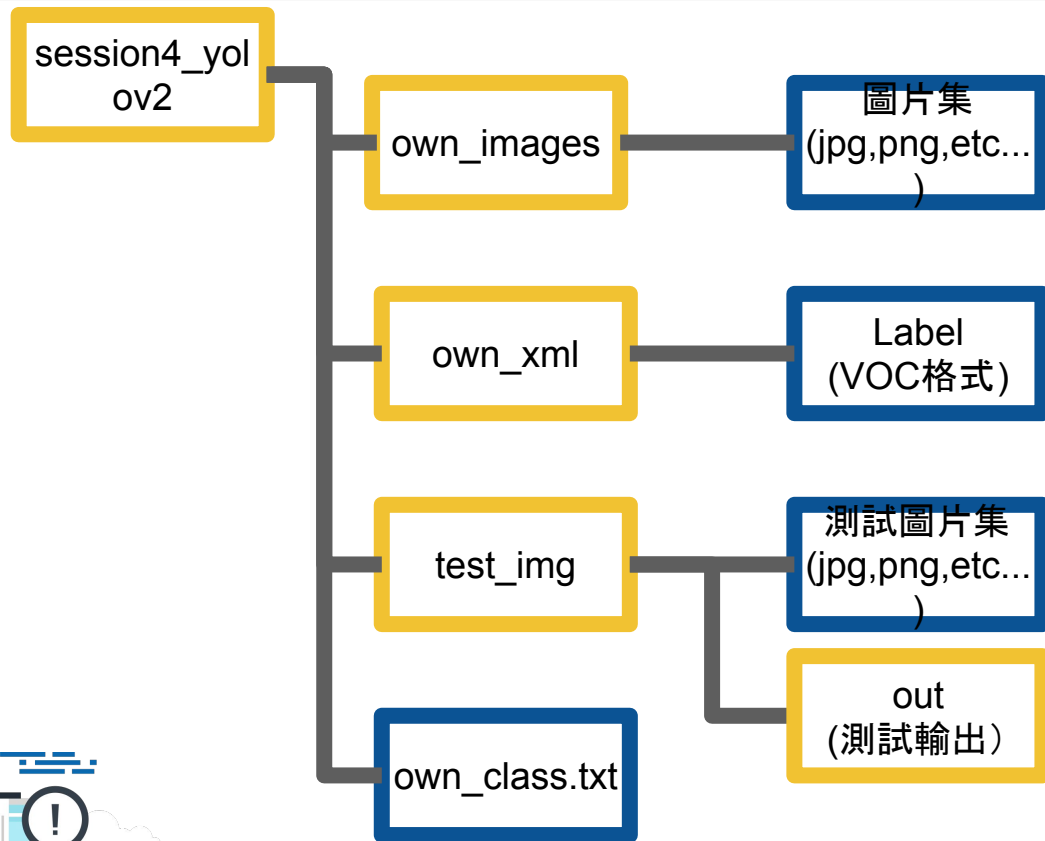 session4_yol
ov2
own_images
圖片集
(jpg,png,etc...
)
own_xml
Label
(VOC格式)
test_img
測試圖片集
(jpg,png,etc...
)
out
(測試輸出）
own_class.txt
!